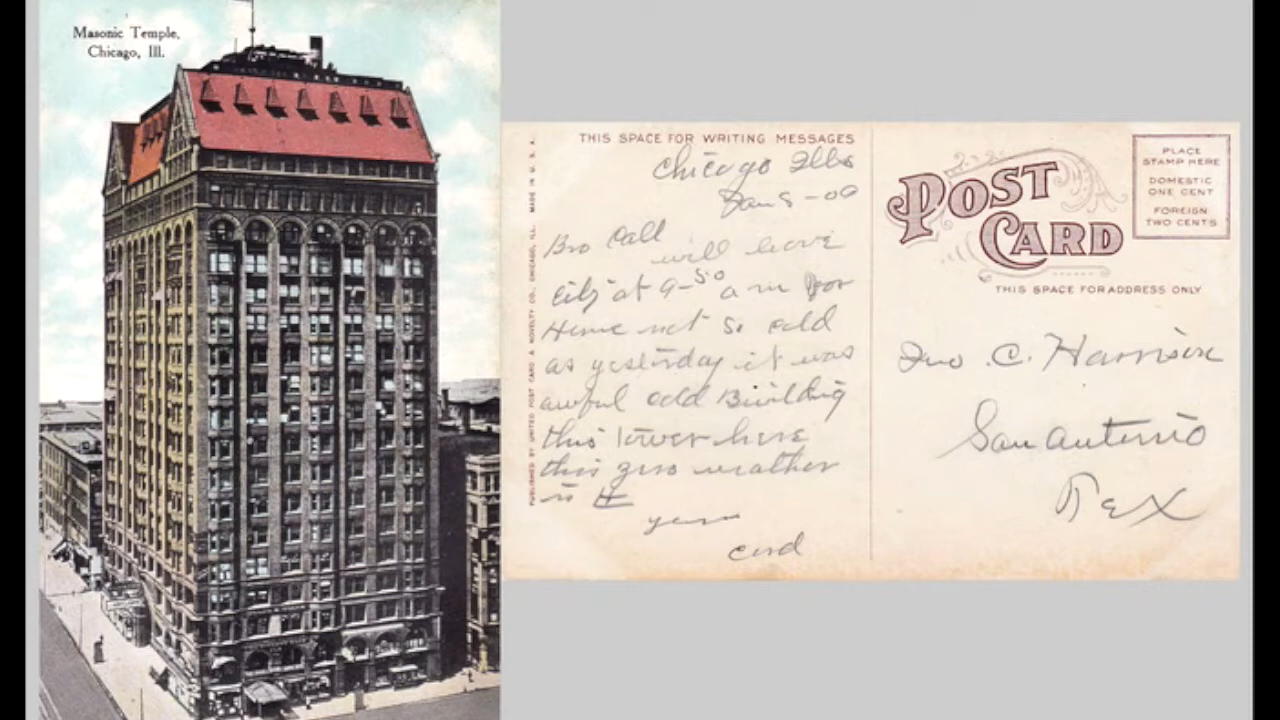 Masonic Temple,
Chicago, Ill.
THIS SPACE FOR WRITING MESSAGES
Chicago Ills
Jan 8-09
Bro Call
will leave
City at 9-50 a m for
Home not so cold
as yesterday it was
awful cold Building
this tower here
this zero weather
is it
yours
PUBLISHED BY UNITED POST CARD & NOVELTY CO., CHICAGO, ILL. MADE IN U. S. A.
POST
CARD
THIS SPACE FOR ADDRESS ONLY
PLACE
STAMP HERE
DOMESTIC
ONE CENT
FOREIGN
TWO CENTS
Jno C. Harrison
San Antonio
Tex